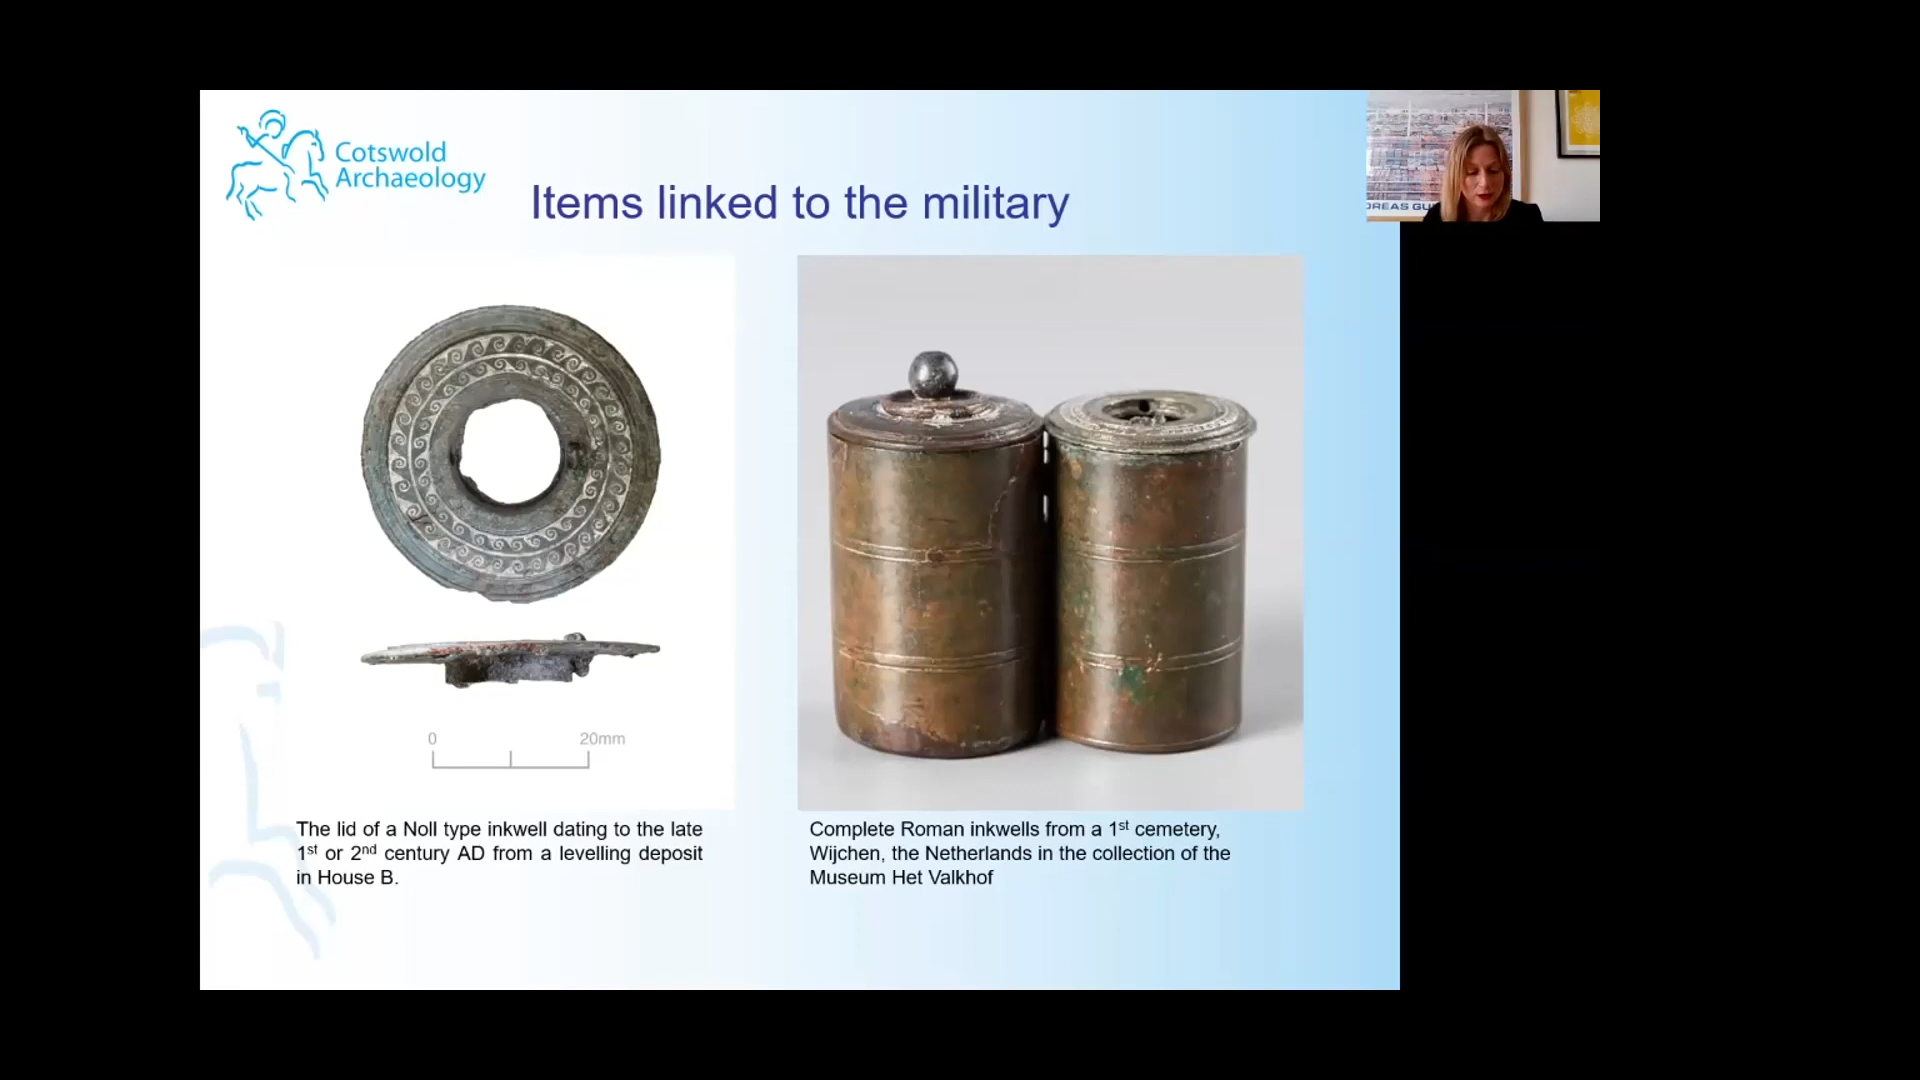 Cotswold
Archaeology
Items linked to the military
0 20mm
The lid of a Noll type inkwell dating to the late
1st or 2nd century AD from a levelling deposit
in House B.
Complete Roman inkwells from a 1st cemetery,
Wijchen, the Netherlands in the collection of the
Museum Het Valkhof